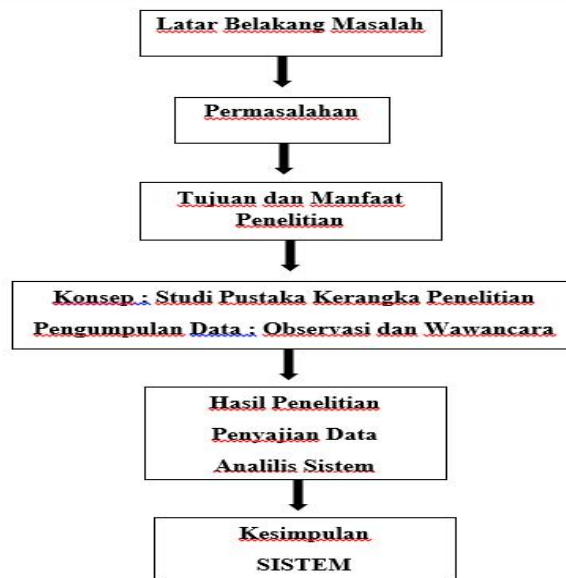 Latar Belakang Masalah
Permasalahan
Tujuan dan Manfaat
Penelitian
Konsep : Studi Pustaka Kerangka Penelitian
Pengumpulan Data : Observasi dan Wawancara
Hasil Penelitian
Penyajian Data
Analilis Sistem
Kesimpulan
SISTEM